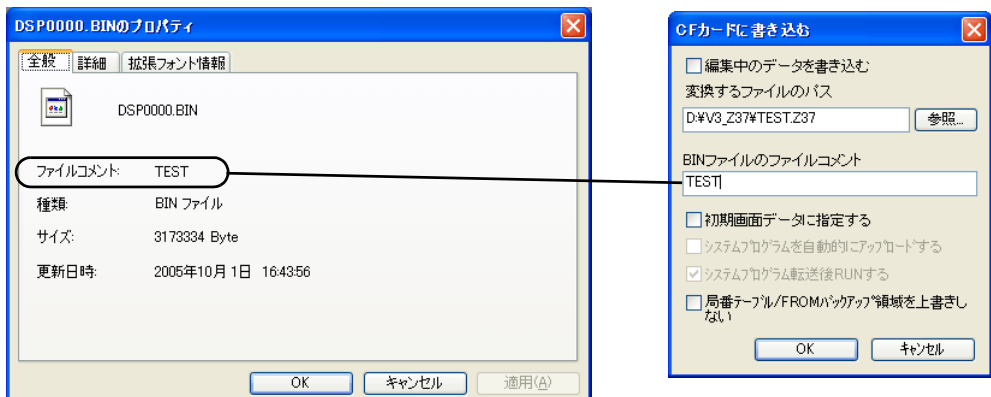 DSP0000.BINのプロパティ
全般 詳細 拡張フォント情報
DSP0000.BIN
ファイルコメント: TEST
種類: BIN ファイル
サイズ: 3173334 Byte
更新日時: 2005年10月 1日 16:43:56
OK キャンセル 適用(A)
CFカードに書き込む
編集中のデータを書き込む
変換するファイルのパス
D:¥V3_Z37¥TEST.Z37 参照...
BINファイルのファイルコメント
TEST
初期画面データに指定する
システムプログラムを自動的にアップロードする
システムプログラム転送後RUNする
局番テーブル/FROMバックアップ領域を上書きし
ない
OK キャンセル